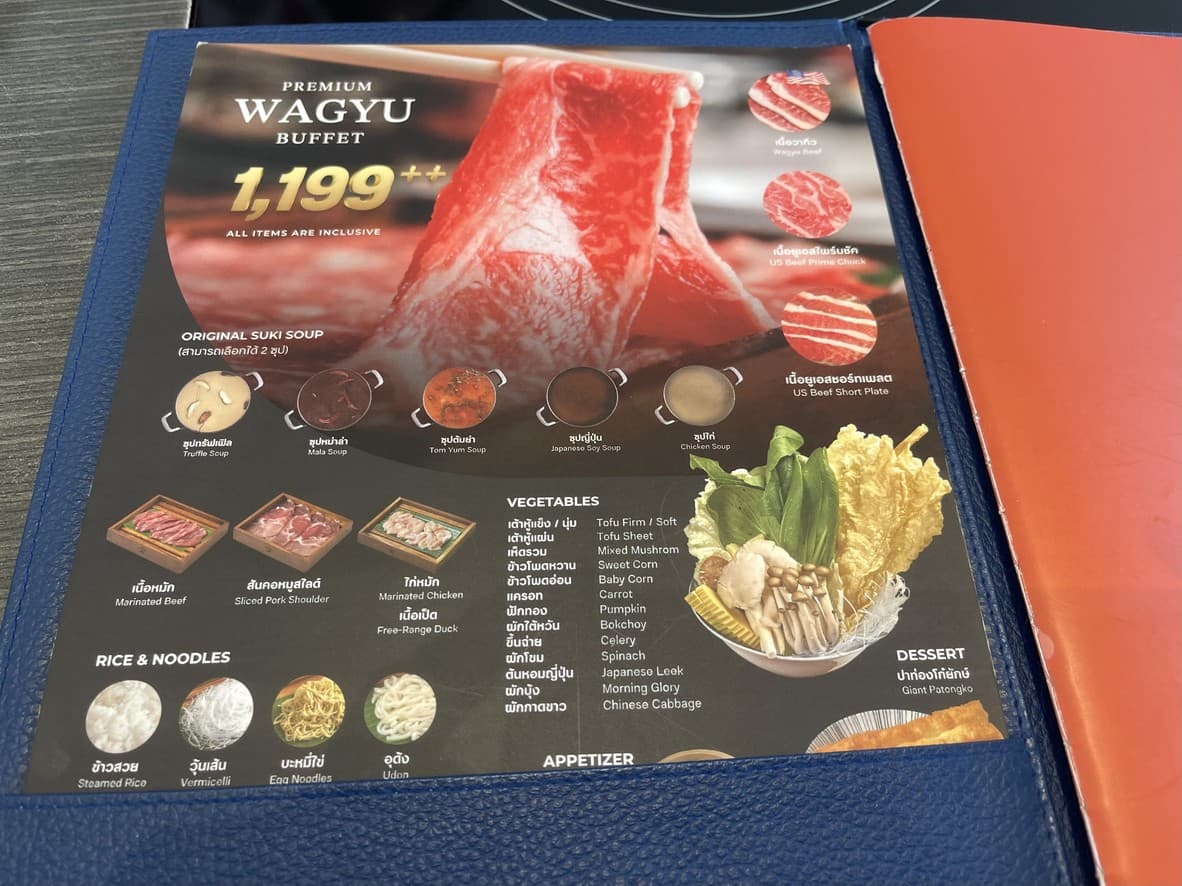 PREMIUM
WAGYU
BUFFET
1,199++
ALL ITEMS ARE INCLUSIVE
เนื้อวากิว
Wagyu Beef
เนื้อยูเอสไพร์มชัค
US Beef Prime Chuck
เนื้อยูเอสชอร์ทเพลต
US Beef Short Plate
ORIGINAL SUKI SOUP
(สามารถเลือกได้ 2 ซุป)
ซุปทรัฟเฟิล
Truffle Soup
ซุปหม่าล่า
Mala Soup
ซุปต้มยำ
Tom Yum Soup
ซุปญี่ปุ่น
Japanese Soy Soup
ซุปไก่
Chicken Soup
เนื้อหมัก
Marinated Beef
สันคอหมูสไลด์
Sliced Pork Shoulder
ไก่หมัก
Marinated Chicken
เนื้อเป็ด
Free-Range Duck
VEGETABLES
เต้าหู้แข็ง / นุ่ม Tofu Firm / Soft
เต้าหู้แผ่น Tofu Sheet
เห็ดรวม Mixed Mushrom
ข้าวโพดหวาน Sweet Corn
ข้าวโพดอ่อน Baby Corn
แครอท Carrot
ฟักทอง Pumpkin
ผักไต้หวัน Bokchoy
ขึ้นฉ่าย Celery
ผักโขม Spinach
ต้นหอมญี่ปุ่น Japanese Leek
ผักบุ้ง Morning Glory
ผักกาดขาว Chinese Cabbage
RICE & NOODLES
ข้าวสวย
Steamed Rice
วุ้นเส้น
Vermicelli
บะหมี่ไข่
Egg Noodles
อุด้ง
Udon
DESSERT
ปาท่องโก๋ยักษ์
Giant Patongko
APPETIZER